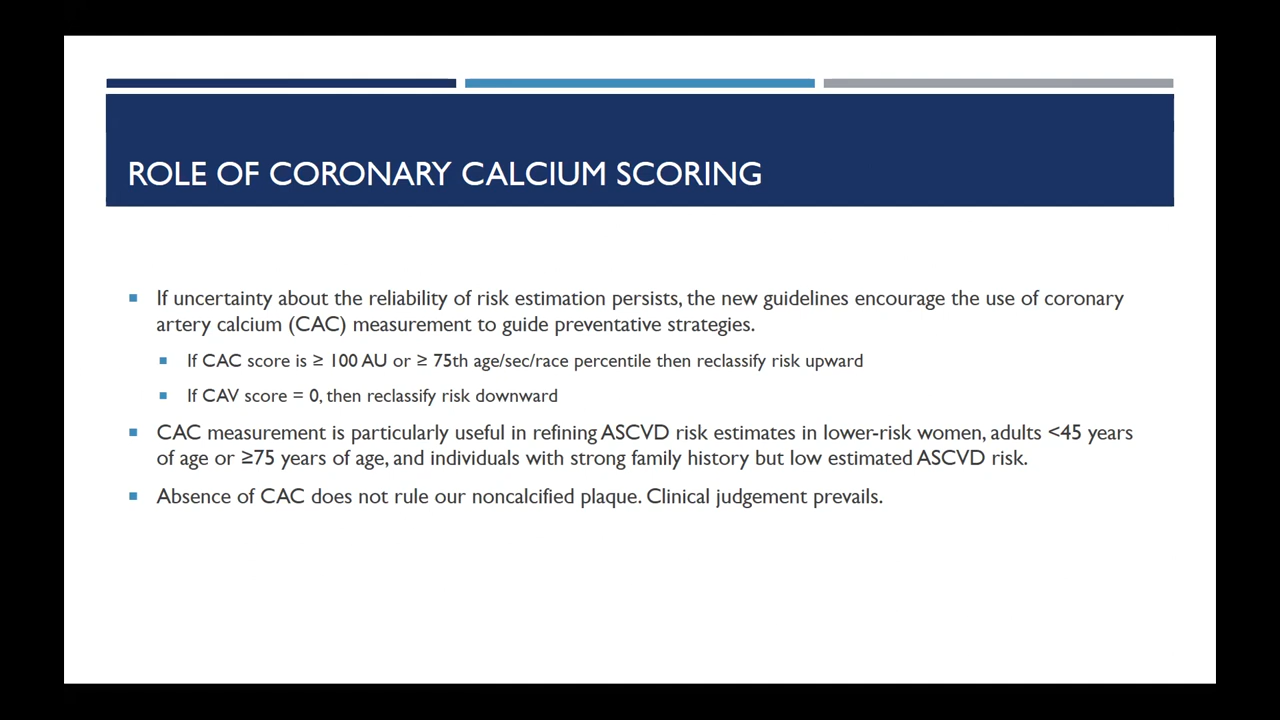 ROLE OF CORONARY CALCIUM SCORING
If uncertainty about the reliability of risk estimation persists, the new guidelines encourage the use of coronary
artery calcium (CAC) measurement to guide preventative strategies.
If CAC score is ≥ 100 AU or ≥ 75th age/sec/race percentile then reclassify risk upward
If CAV score = 0, then reclassify risk downward
CAC measurement is particularly useful in refining ASCVD risk estimates in lower-risk women, adults <45 years
of age or ≥75 years of age, and individuals with strong family history but low estimated ASCVD risk.
Absence of CAC does not rule our noncalcified plaque. Clinical judgement prevails.